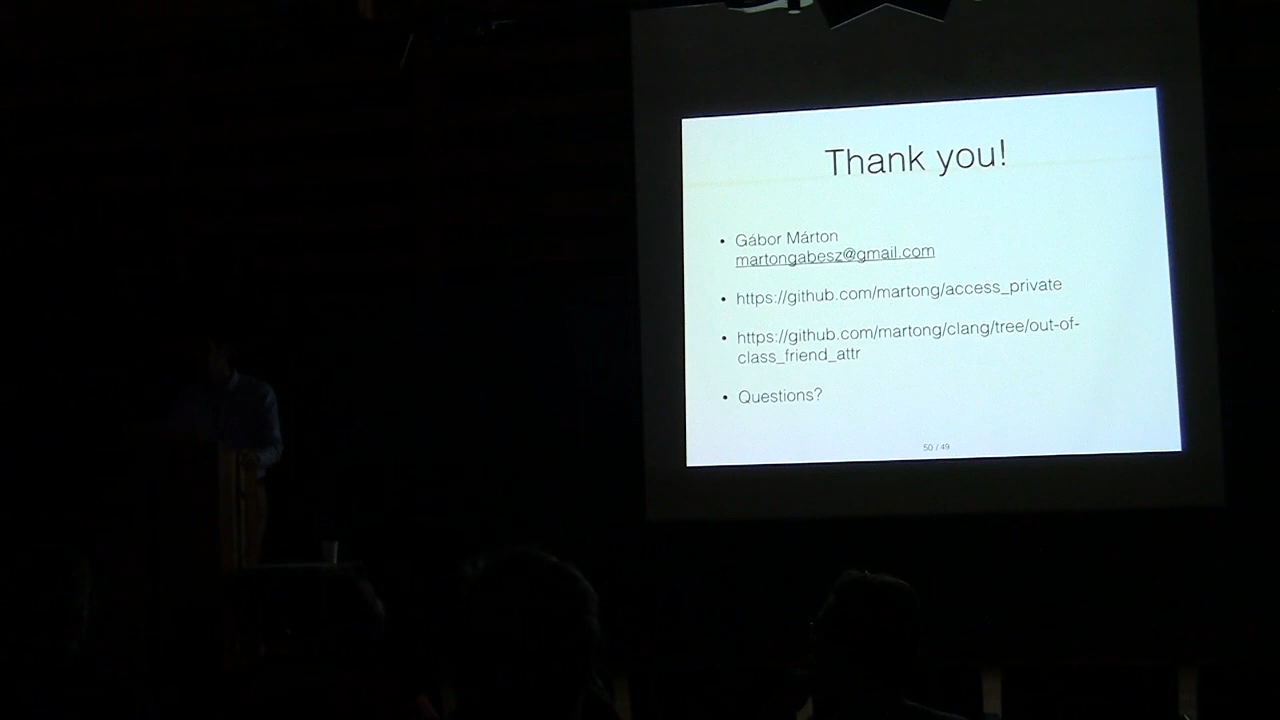 Thank you!
• Gábor Márton
martongabesz@gmail.com
• https://github.com/martong/access_private
• https://github.com/martong/clang/tree/out-of-
class_friend_attr
• Questions?
50 / 49